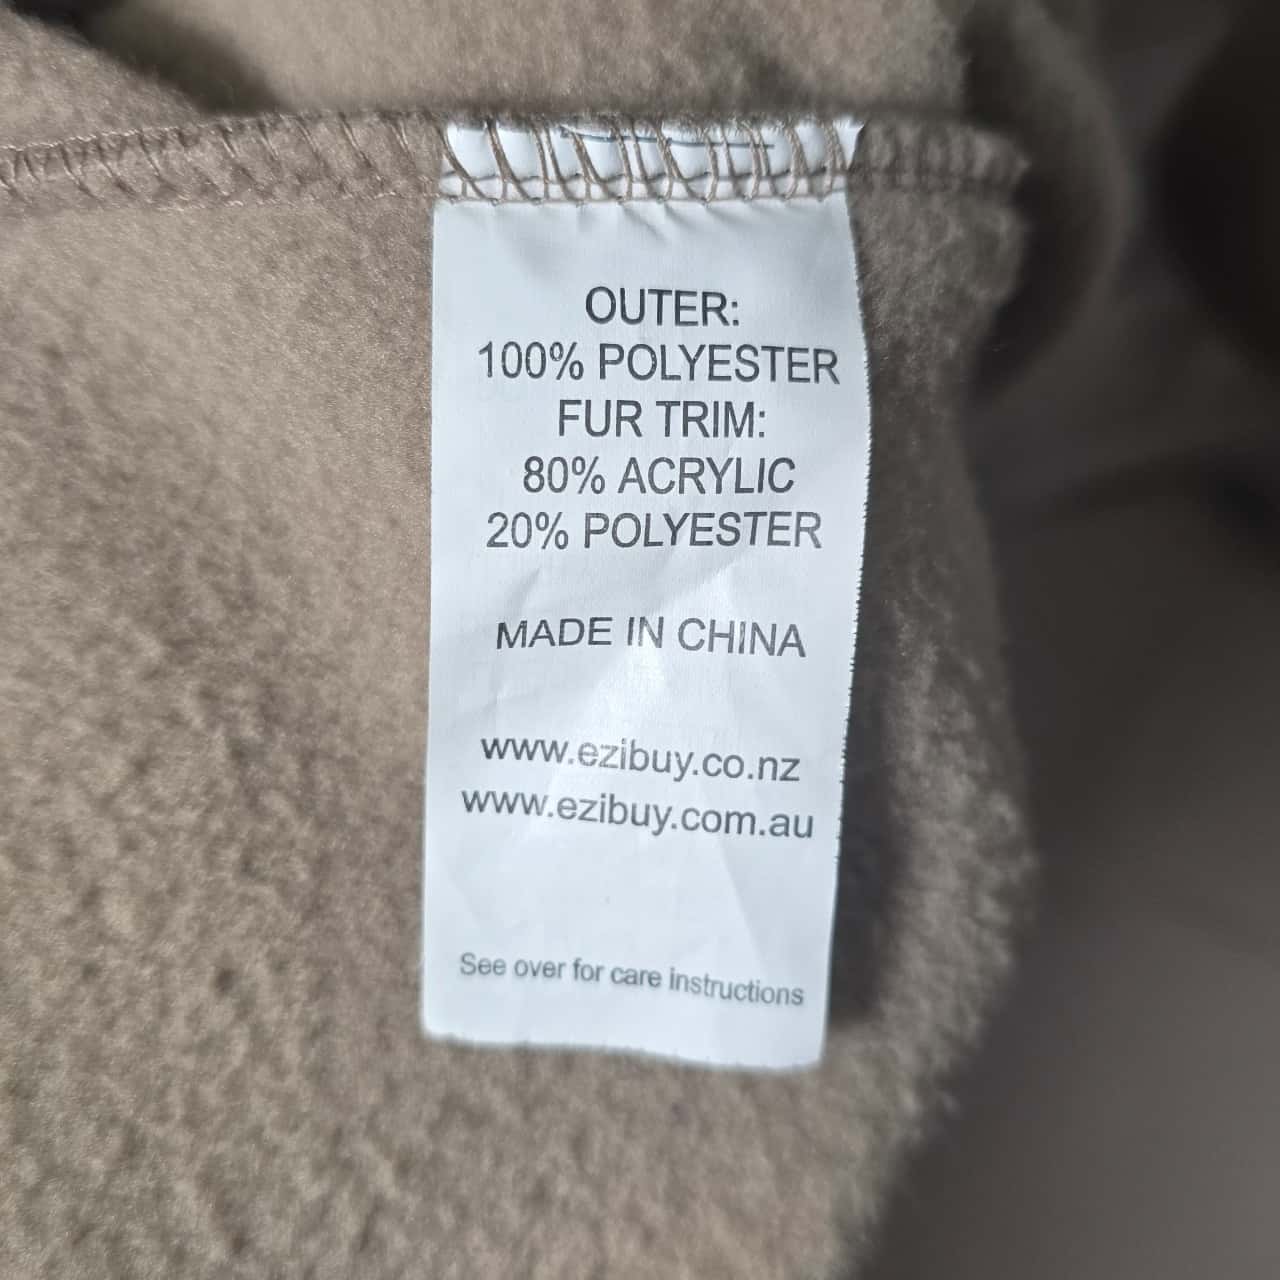 OUTER:
100% POLYESTER
FUR TRIM:
80% ACRYLIC
20% POLYESTER
MADE IN CHINA
www.ezibuy.co.nz
www.ezibuy.com.au
See over for care instructions